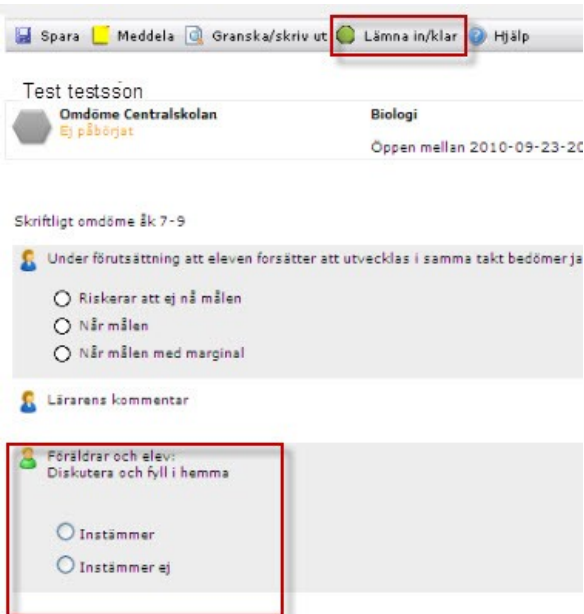 Spara Meddela Granska/skriv ut Lämna in/klar Hjälp
Test testsson
Omdöme Centralskolan Biologi
Ej påbörjat
Öppen mellan 2010-09-23-20
Skriftligt omdöme åk 7-9
Under förutsättning att eleven forsätter att utvecklas i samma takt bedömer ja
Riskerar att ej nå målen
Når målen
Når målen med marginal
Lärarens kommentar
Föräldrar och elev:
Diskutera och fyll i hemma
Instämmer
Instämmer ej